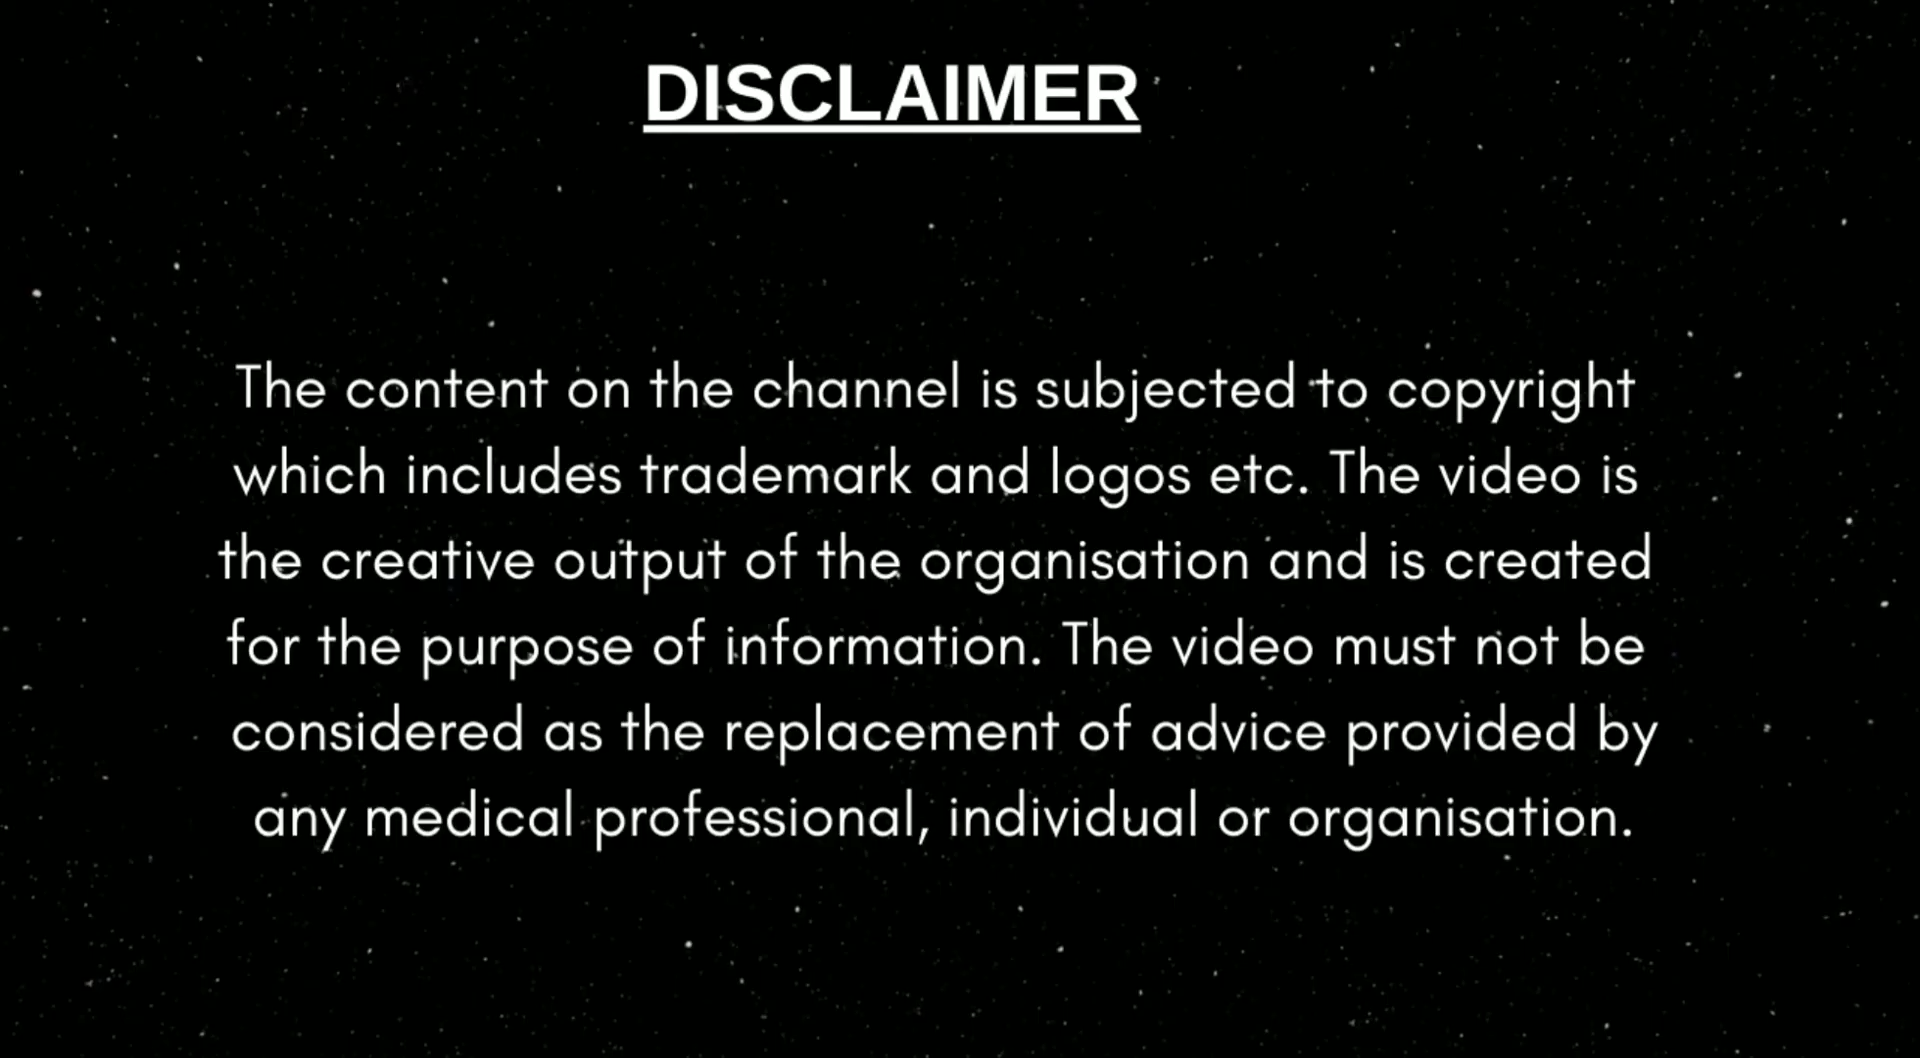 DISCLAIMER
The content on the channel is subjected to copyright
which includes trademark and logos etc. The video is
the creative output of the organisation and is created
for the purpose of information. The video must not be
considered as the replacement of advice provided by
any medical professional, individual or organisation.